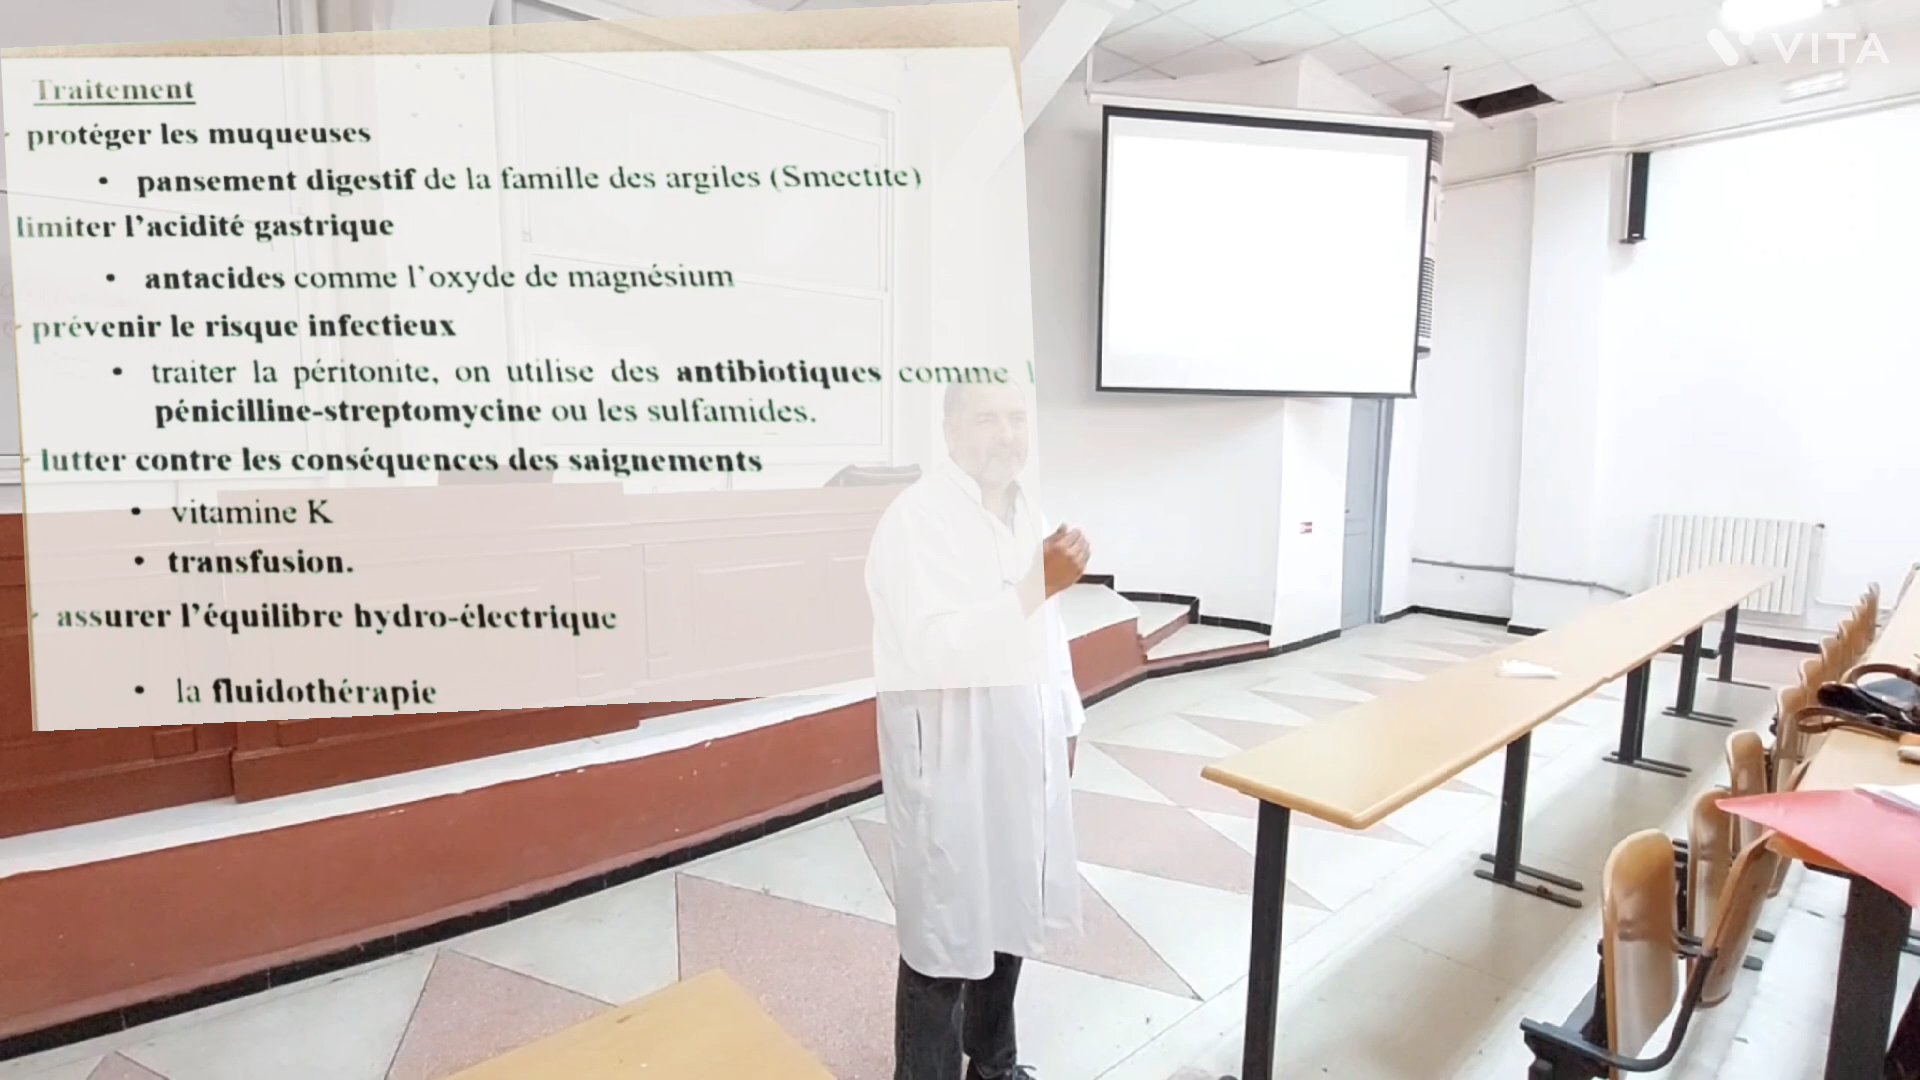 VITA
Traitement
protéger les muqueuses
• pansement digestif de la famille des argiles (Smectite)
limiter l'acidité gastrique
• antacides comme l'oxyde de magnésium
prévenir le risque infectieux
• traiter la péritonite, on utilise des antibiotiques comme l
pénicilline-streptomycine ou les sulfamides.
lutter contre les conséquences des saignements
• vitamine K
• transfusion.
assurer l'équilibre hydro-électrique
• la fluidothérapie